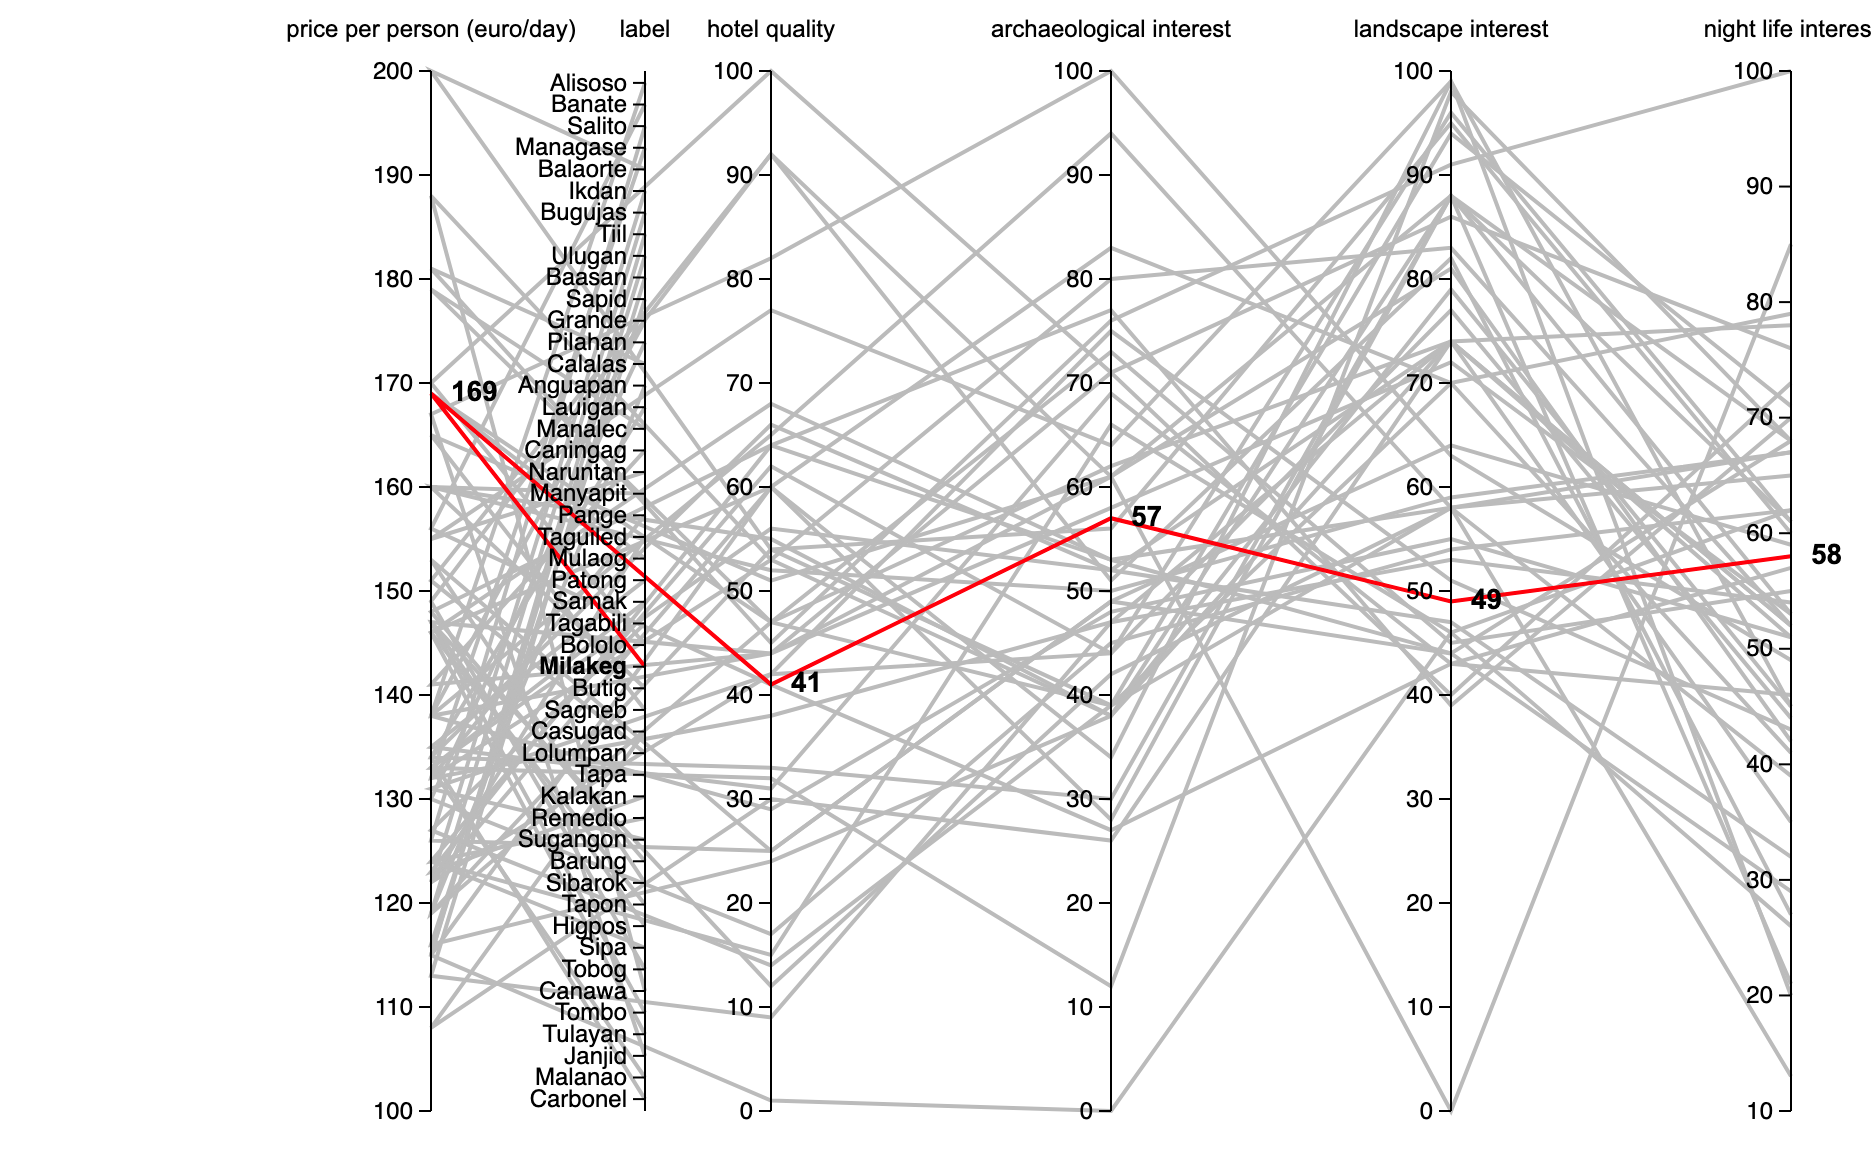 price per person (euro/day)
label
hotel quality
archaeological interest
landscape interest
night life interes
200
190
180
170
160
150
140
130
120
110
100
169
Alisoso
Banate
Salito
Managase
Balaorte
Ikdan
Bugujas
Tiil
Ulugan
Baasan
Sapid
Grande
Pilahan
Calalas
Anguapan
Lauigan
Manalec
Caningag
Naruntan
Manyapit
Pange
Taguiled
Mulaog
Patong
Samak
Tagabili
Bololo
Milakeg
Butig
Sagneb
Casugad
Lolumpan
Tapa
Kalakan
Remedio
Sugangon
Barung
Sibarok
Tapon
Higpos
Sipa
Tobog
Canawa
Tombo
Tulayan
Janjid
Malanao
Carbonel
100
90
80
70
60
50
40
30
20
10
0
41
100
90
80
70
60
50
40
30
20
10
0
57
100
90
80
70
60
50
40
30
20
10
0
49
100
90
80
70
60
50
40
30
20
10
58